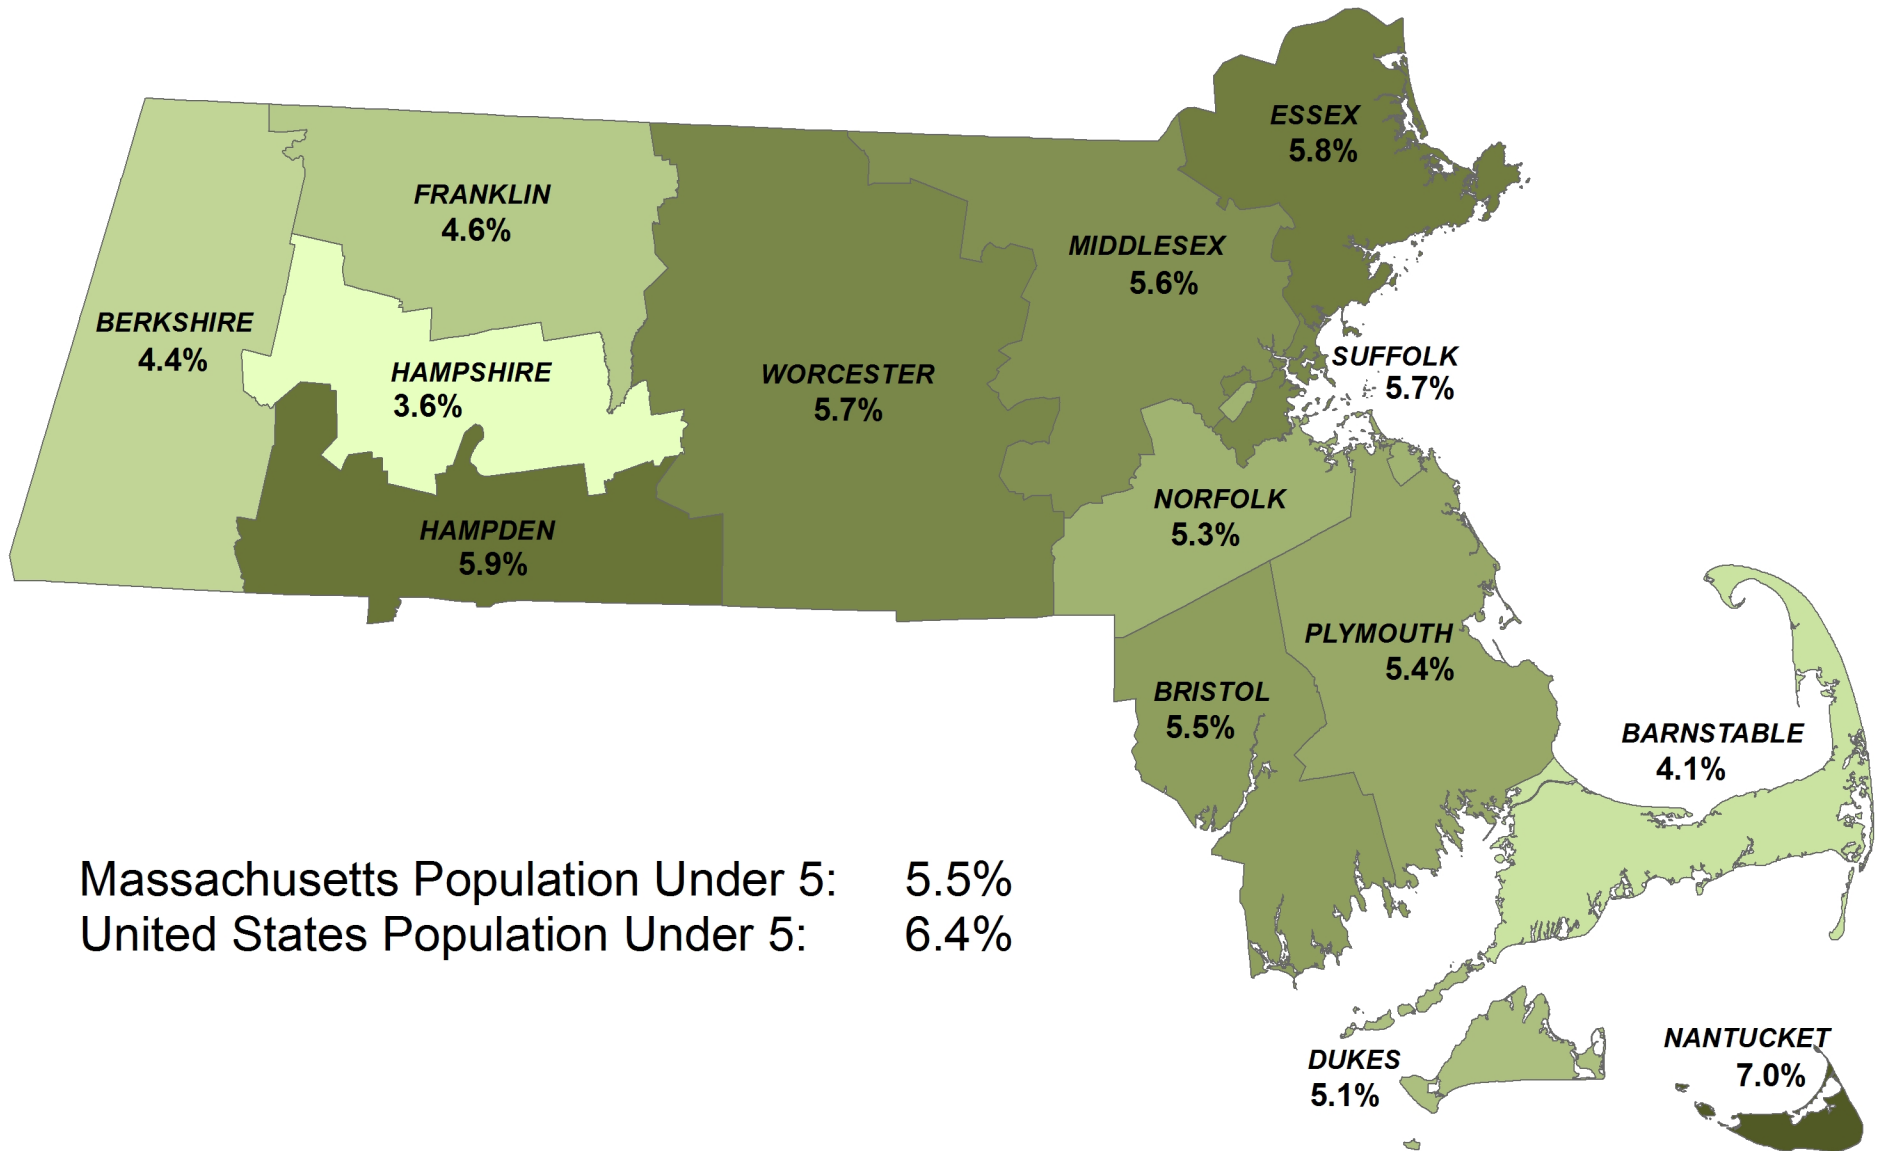 ESSEX
5.8%
FRANKLIN
4.6%
MIDDLESEX
5.6%
BERKSHIRE
4.4%
HAMPSHIRE
3.6%
WORCESTER
5.7%
SUFFOLK
5.7%
HAMPDEN
5.9%
NORFOLK
5.3%
PLYMOUTH
5.4%
BRISTOL
5.5%
BARNSTABLE
4.1%
Massachusetts Population Under 5: 5.5%
United States Population Under 5: 6.4%
DUKES
5.1%
NANTUCKET
7.0%